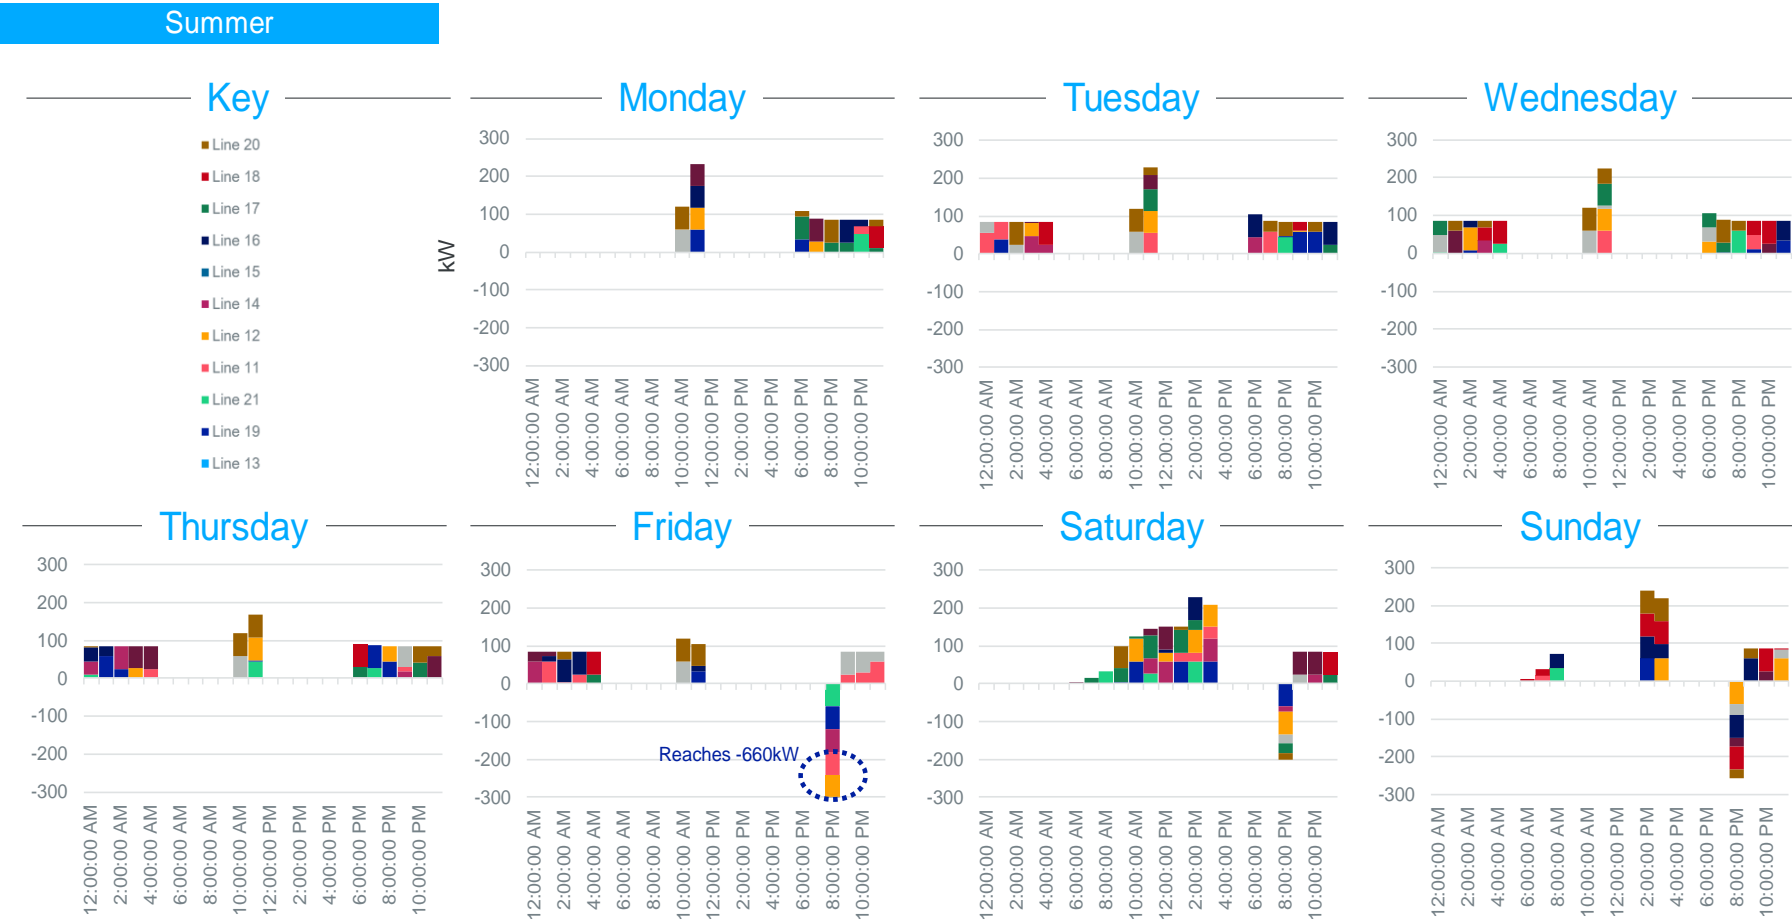 Summer
Key
Line 20
Line 18
Line 17
Line 16
Line 15
Line 14
Line 12
Line 11
Line 21
Line 19
Line 13
Monday
kW
300
200
100
0
-100
-200
-300
12:00:00 AM
2:00:00 AM
4:00:00 AM
6:00:00 AM
8:00:00 AM
10:00:00 AM
12:00:00 PM
2:00:00 PM
4:00:00 PM
6:00:00 PM
8:00:00 PM
10:00:00 PM
Tuesday
300
200
100
0
-100
-200
-300
12:00:00 AM
2:00:00 AM
4:00:00 AM
6:00:00 AM
8:00:00 AM
10:00:00 AM
12:00:00 PM
2:00:00 PM
4:00:00 PM
6:00:00 PM
8:00:00 PM
10:00:00 PM
Wednesday
300
200
100
0
-100
-200
-300
12:00:00 AM
2:00:00 AM
4:00:00 AM
6:00:00 AM
8:00:00 AM
10:00:00 AM
12:00:00 PM
2:00:00 PM
4:00:00 PM
6:00:00 PM
8:00:00 PM
10:00:00 PM
Thursday
300
200
100
0
-100
-200
-300
12:00:00 AM
2:00:00 AM
4:00:00 AM
6:00:00 AM
8:00:00 AM
10:00:00 AM
12:00:00 PM
2:00:00 PM
4:00:00 PM
6:00:00 PM
8:00:00 PM
10:00:00 PM
Friday
300
200
100
0
-100
-200
-300
Reaches -660kW
12:00:00 AM
2:00:00 AM
4:00:00 AM
6:00:00 AM
8:00:00 AM
10:00:00 AM
12:00:00 PM
2:00:00 PM
4:00:00 PM
6:00:00 PM
8:00:00 PM
10:00:00 PM
Saturday
300
200
100
0
-100
-200
-300
12:00:00 AM
2:00:00 AM
4:00:00 AM
6:00:00 AM
8:00:00 AM
10:00:00 AM
12:00:00 PM
2:00:00 PM
4:00:00 PM
6:00:00 PM
8:00:00 PM
10:00:00 PM
Sunday
300
200
100
0
-100
-200
-300
12:00:00 AM
2:00:00 AM
4:00:00 AM
6:00:00 AM
8:00:00 AM
10:00:00 AM
12:00:00 PM
2:00:00 PM
4:00:00 PM
6:00:00 PM
8:00:00 PM
10:00:00 PM